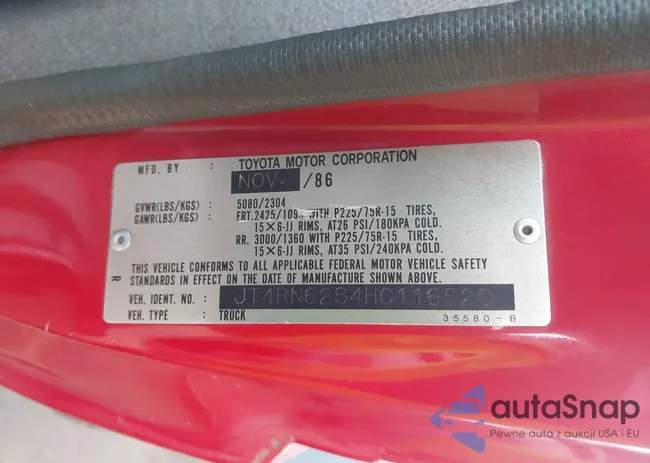 MFD. BY : TOYOTA MOTOR CORPORATION
NOV. /86
GVWR(LBS/KGS) : 5080/2304
GAWR(LBS/KGS) : FRT. 2425/109 WITH P225/75R-15 TIRES,
15×6-JJ RIMS, AT26 PSI/180KPA COLD.
RR. 3000/1360 WITH P225/75R-15 TIRES,
15×6-JJ RIMS, AT35 PSI/240KPA COLD.
THIS VEHICLE CONFORMS TO ALL APPLICABLE FEDERAL MOTOR VEHICLE SAFETY
STANDARDS IN EFFECT ON THE DATE OF MANUFACTURE SHOWN ABOVE.
R
VEH. IDENT. NO. :
VEH. TYPE : TRUCK 35580-B
autaSnap
Pewne auta z aukcji USA i EU